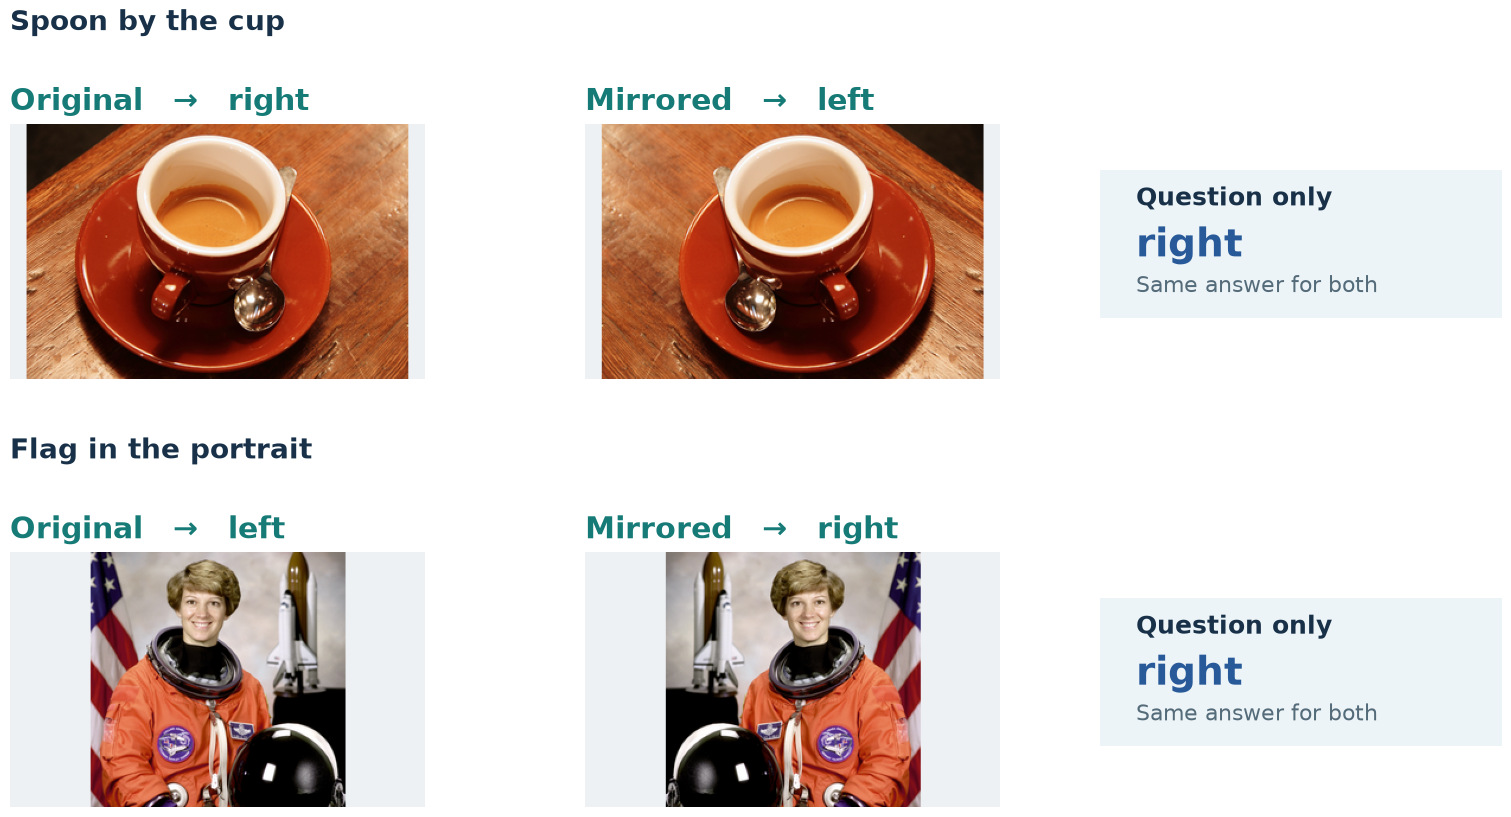 Spoon by the cup
Original → right
Mirrored → left
Question only
right
Same answer for both
Flag in the portrait
Original → left
Mirrored → right
Question only
right
Same answer for both